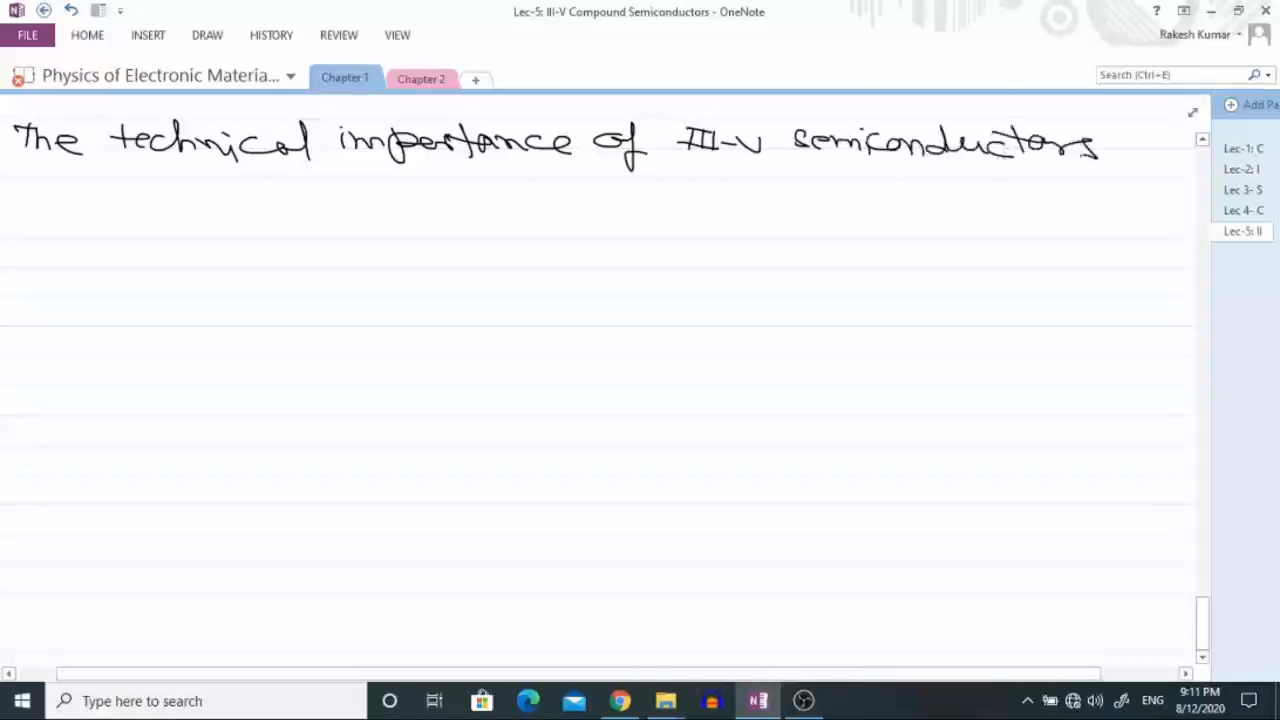 Lec-5: III-V Compound Semiconductors - OneNote
FILE HOME INSERT DRAW HISTORY REVIEW VIEW
Rakesh Kumar
Physics of Electronic Materia... Chapter 1 Chapter 2
Search (Ctrl+E)
Add Pa
The technical importance of III-V semiconductors
Lec-1: C
Lec-2: I
Lec 3- S
Lec 4- C
Lec-5: II
Type here to search
ENG
9:11 PM
8/12/2020